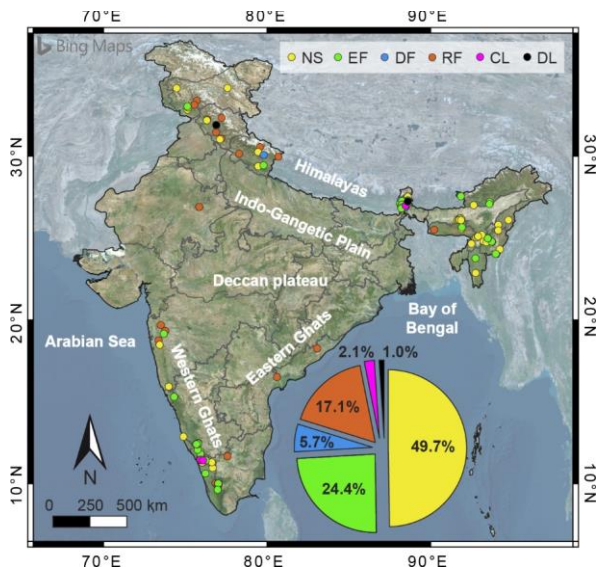 70°E 80°E 90°E
Bing Maps
NS EF DF RF CL DL
30°N 30°N
Himalayas
Indo-Gangetic Plain
Deccan plateau
20°N 20°N
Arabian Sea
Bay of
Bengal
Eastern Ghats
Western Ghats
2.1% 1.0%
17.1%
5.7%
49.7%
24.4%
N
10°N 10°N
0 250 500 km
70°E 80°E 90°E